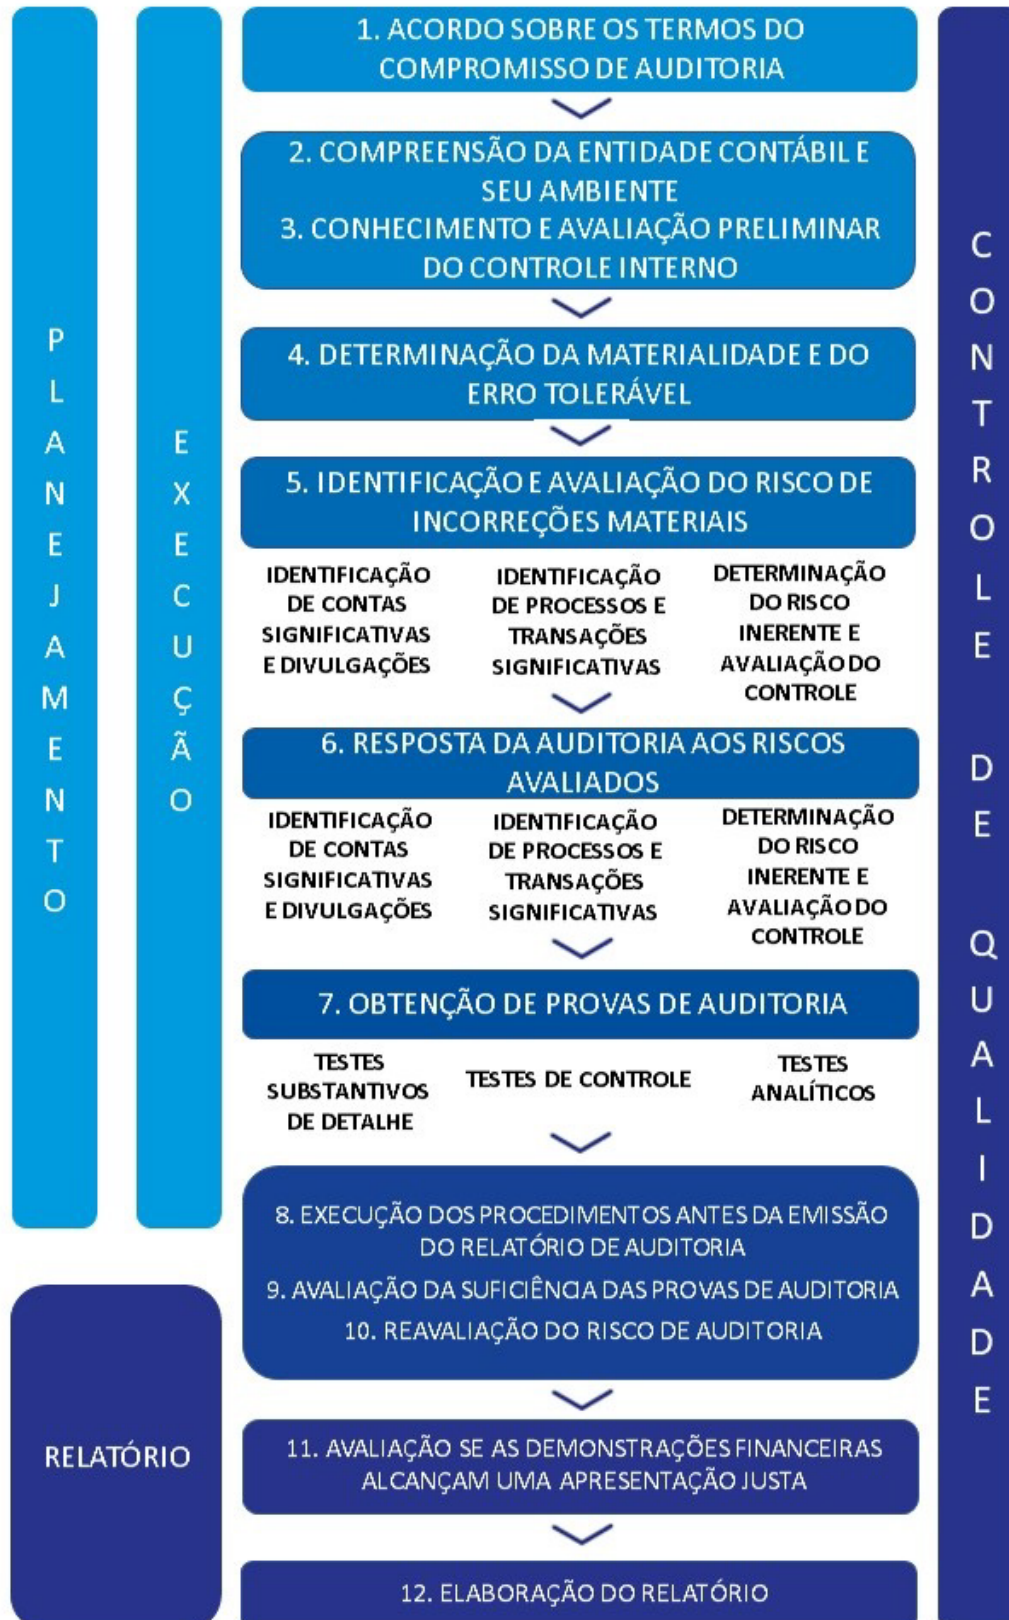 1. ACORDO SOBRE OS TERMOS DO
COMPROMISSO DE AUDITORIA
2. COMPREENSÃO DA ENTIDADE CONTÁBIL E
SEU AMBIENTE
3. CONHECIMENTO E AVALIAÇÃO PRELIMINAR
DO CONTROLE INTERNO
4. DETERMINAÇÃO DA MATERIALIDADE E DO
ERRO TOLERÁVEL
5. IDENTIFICAÇÃO E AVALIAÇÃO DO RISCO DE
INCORREÇÕES MATERIAIS
IDENTIFICAÇÃO
DE CONTAS
SIGNIFICATIVAS
E DIVULGAÇÕES
IDENTIFICAÇÃO
DE PROCESSOS E
TRANSAÇÕES
SIGNIFICATIVAS
DETERMINAÇÃO
DO RISCO
INERENTE E
AVALIAÇÃO DO
CONTROLE
6. RESPOSTA DA AUDITORIA AOS RISCOS
AVALIADOS
IDENTIFICAÇÃO
DE CONTAS
SIGNIFICATIVAS
E DIVULGAÇÕES
IDENTIFICAÇÃO
DE PROCESSOS E
TRANSAÇÕES
SIGNIFICATIVAS
DETERMINAÇÃO
DO RISCO
INERENTE E
AVALIAÇÃO DO
CONTROLE
7. OBTENÇÃO DE PROVAS DE AUDITORIA
TESTES
SUBSTANTIVOS
DE DETALHE
TESTES DE CONTROLE
TESTES
ANALÍTICOS
8. EXECUÇÃO DOS PROCEDIMENTOS ANTES DA EMISSÃO
DO RELATÓRIO DE AUDITORIA
9. AVALIAÇÃO DA SUFICIÊNCIA DAS PROVAS DE AUDITORIA
10. REAVALIAÇÃO DO RISCO DE AUDITORIA
11. AVALIAÇÃO SE AS DEMONSTRAÇÕES FINANCEIRAS
ALCANÇAM UMA APRESENTAÇÃO JUSTA
12. ELABORAÇÃO DO RELATÓRIO
PLANEJAMENTO
EXECUÇÃO
RELATÓRIO
CONTROLE DE QUALIDADE